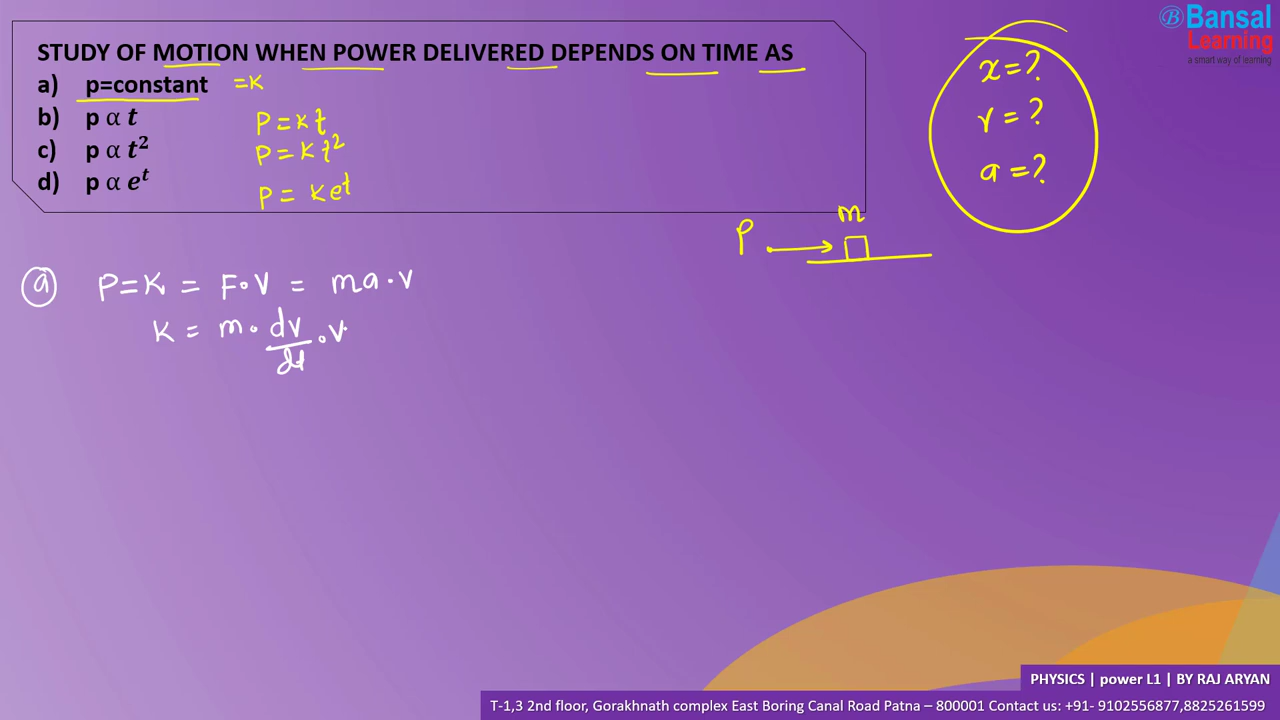 Bansal
Learning
a smart way of learning
STUDY OF MOTION WHEN POWER DELIVERED DEPENDS ON TIME AS
a) p=constant =K
b) p α t P = K t
c) p α t² P = K t²
d) p α eᵗ P = K eᵗ
x = ?
v = ?
a = ?
P m
(a) P = K = F·V = ma·v
K = m·dv/dt·v
PHYSICS | power L1 | BY RAJ ARYAN
T-1,3 2nd floor, Gorakhnath complex East Boring Canal Road Patna – 800001 Contact us: +91- 9102556877,8825261599